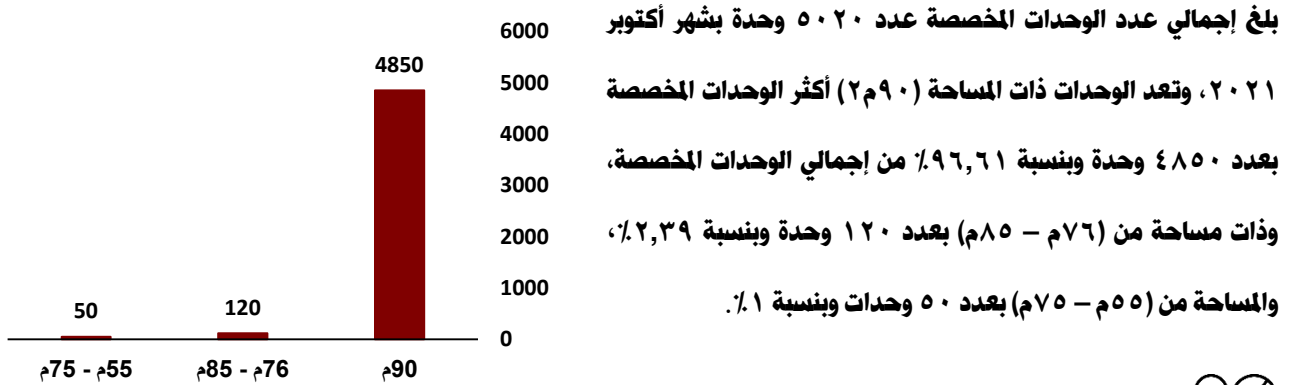 بلغ إجمالي عدد الوحدات المخصصة عدد ٥٠٢٠ وحدة بشهر أكتوبر
٢٠٢١، وتعد الوحدات ذات المساحة (٩٠م٢) أكثر الوحدات المخصصة
بعدد ٤٨٥٠ وحدة وبنسبة ٩٦,٦١٪ من إجمالي الوحدات المخصصة،
وذات مساحة من (٧٦م – ٨٥م) بعدد ١٢٠ وحدة وبنسبة ٢,٣٩٪،
والمساحة من (٥٥م – ٧٥م) بعدد ٥٠ وحدات وبنسبة ١٪.
6000
5000
4000
3000
2000
1000
0
4850
120
50
90م
76م - 85م
55م - 75م